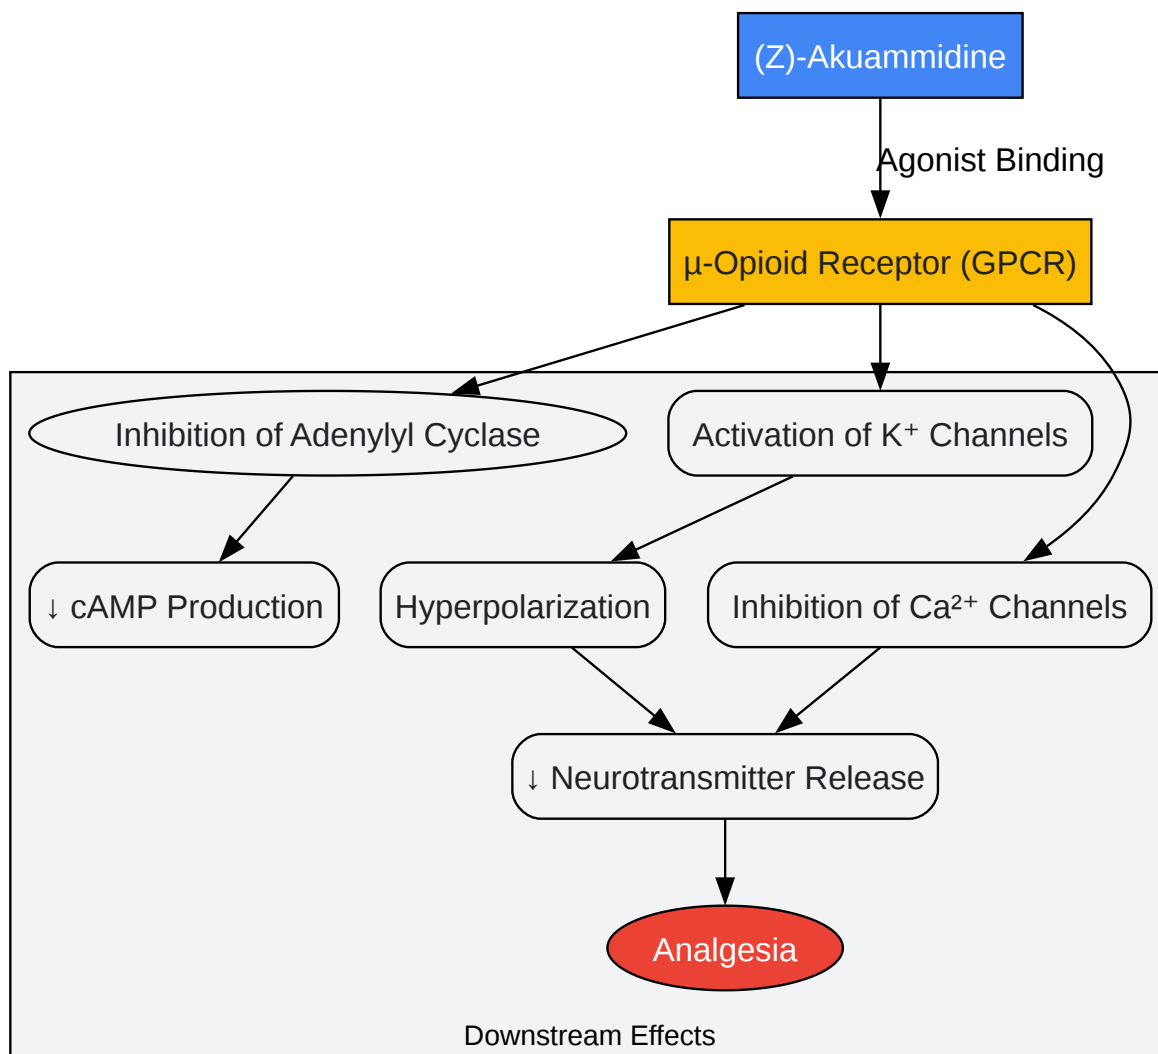 (Z)-Akuammidine
Agonist Binding
µ-Opioid Receptor (GPCR)
Inhibition of Adenylyl Cyclase
Activation of K⁺ Channels
↓ cAMP Production
Hyperpolarization
Inhibition of Ca²⁺ Channels
↓ Neurotransmitter Release
Analgesia
Downstream Effects